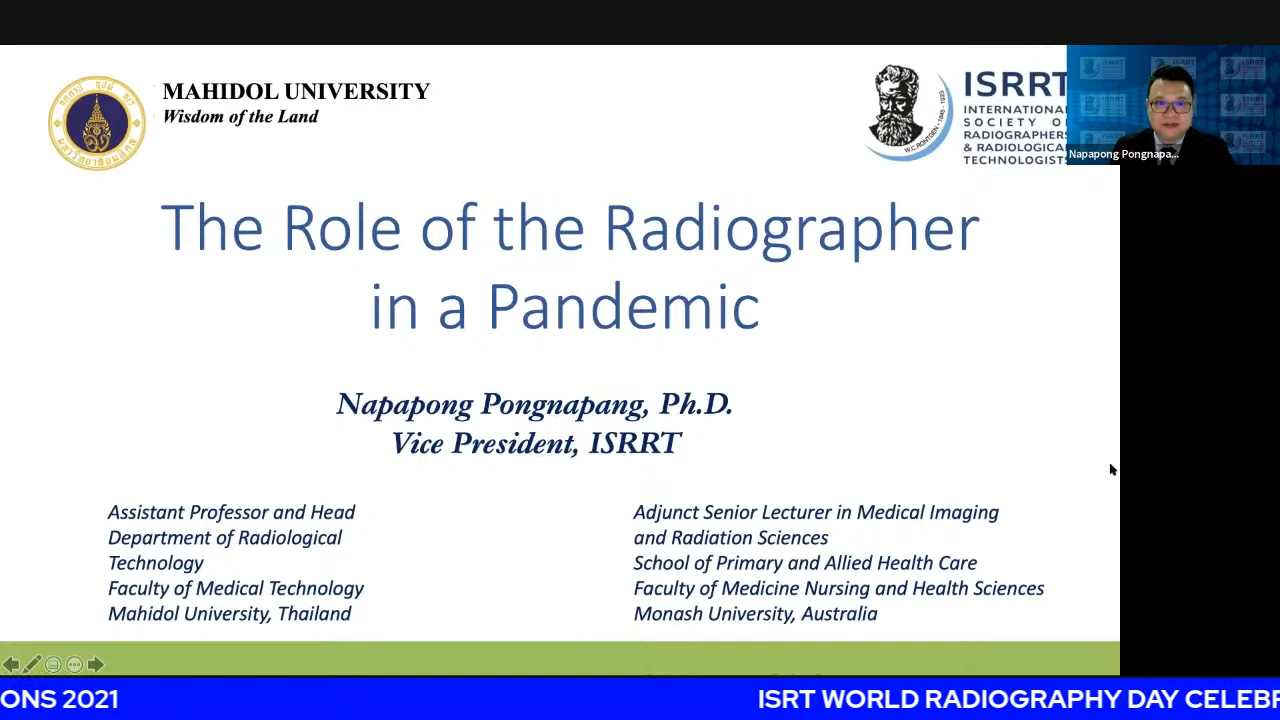 MAHIDOL UNIVERSITY
Wisdom of the Land
W.C.RÖNTGEN • 1845 - 1923
ISRRT
INTERNATIONAL
SOCIETY O
RADIOGRAPHERS
& RADIOLOGICAL
TECHNOLOGISTS
Napapong Pongnapa...
The Role of the Radiographer
in a Pandemic
Napapong Pongnapang, Ph.D.
Vice President, ISRRT
Assistant Professor and Head
Department of Radiological
Technology
Faculty of Medical Technology
Mahidol University, Thailand
Adjunct Senior Lecturer in Medical Imaging
and Radiation Sciences
School of Primary and Allied Health Care
Faculty of Medicine Nursing and Health Sciences
Monash University, Australia
ONS 2021
ISRT WORLD RADIOGRAPHY DAY CELEBR